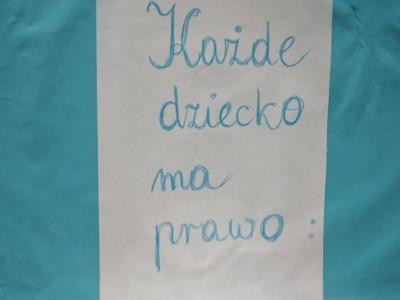 Każde
dziecko
ma
prawo :